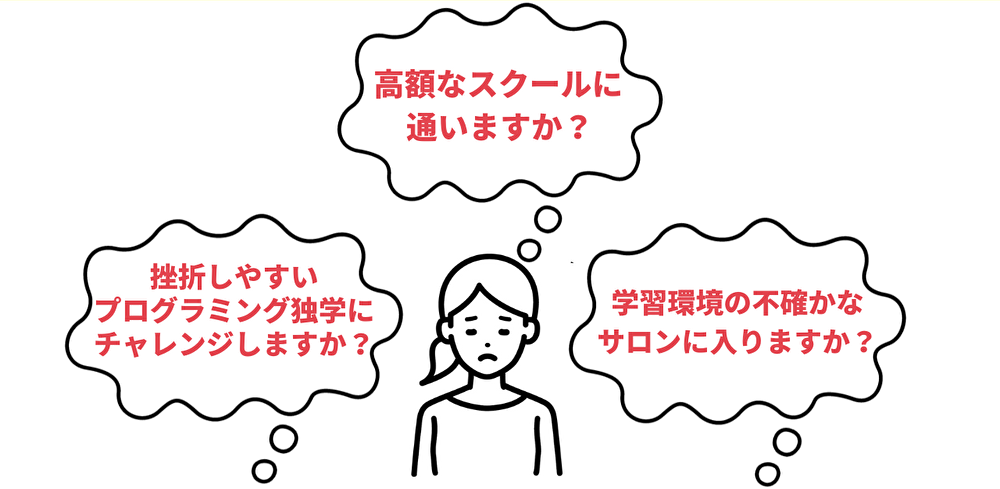 高額なスクールに
通いますか？
挫折しやすい
プログラミング独学に
チャレンジしますか？
学習環境の不確かな
サロンに入りますか？